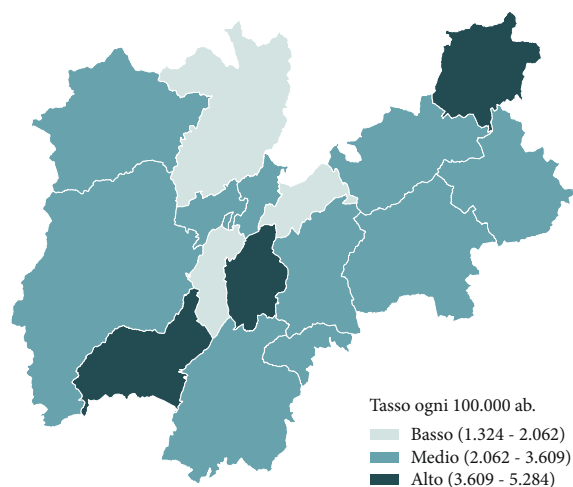 Tasso ogni 100.000 ab.
Basso (1.324 - 2.062)
Medio (2.062 - 3.609)
Alto (3.609 - 5.284)